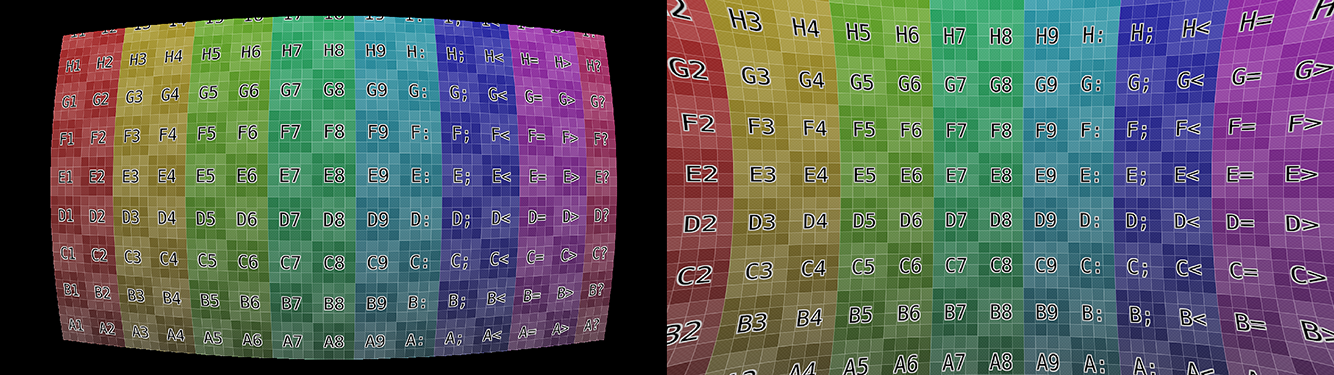 H1 H2 H3 H4 H5 H6 H7 H8 H9 H: H; H< H= H> H?
G1 G2 G3 G4 G5 G6 G7 G8 G9 G: G; G< G= G> G?
F1 F2 F3 F4 F5 F6 F7 F8 F9 F: F; F< F= F> F?
E1 E2 E3 E4 E5 E6 E7 E8 E9 E: E; E< E= E> E?
D1 D2 D3 D4 D5 D6 D7 D8 D9 D: D; D< D= D> D?
C1 C2 C3 C4 C5 C6 C7 C8 C9 C: C; C< C= C> C?
B1 B2 B3 B4 B5 B6 B7 B8 B9 B: B; B< B= B> B?
A1 A2 A3 A4 A5 A6 A7 A8 A9 A: A; A< A= A> A?
H3 H4 H5 H6 H7 H8 H9 H: H; H< H=
G2 G3 G4 G5 G6 G7 G8 G9 G: G; G< G= G>
F2 F3 F4 F5 F6 F7 F8 F9 F: F; F< F= F>
E2 E3 E4 E5 E6 E7 E8 E9 E: E; E< E= E>
D2 D3 D4 D5 D6 D7 D8 D9 D: D; D< D= D>
C2 C3 C4 C5 C6 C7 C8 C9 C: C; C< C= C>
B2 B3 B4 B5 B6 B7 B8 B9 B: B; B< B= B>
A4 A5 A6 A7 A8 A9 A: A; A<